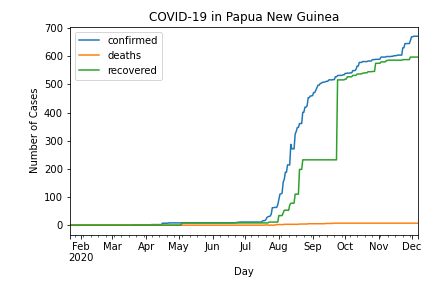 COVID-19 in Papua New Guinea
confirmed
deaths
recovered
Number of Cases
700
600
500
400
300
200
100
0
Feb Mar Apr May Jun Jul Aug Sep Oct Nov Dec
2020
Day